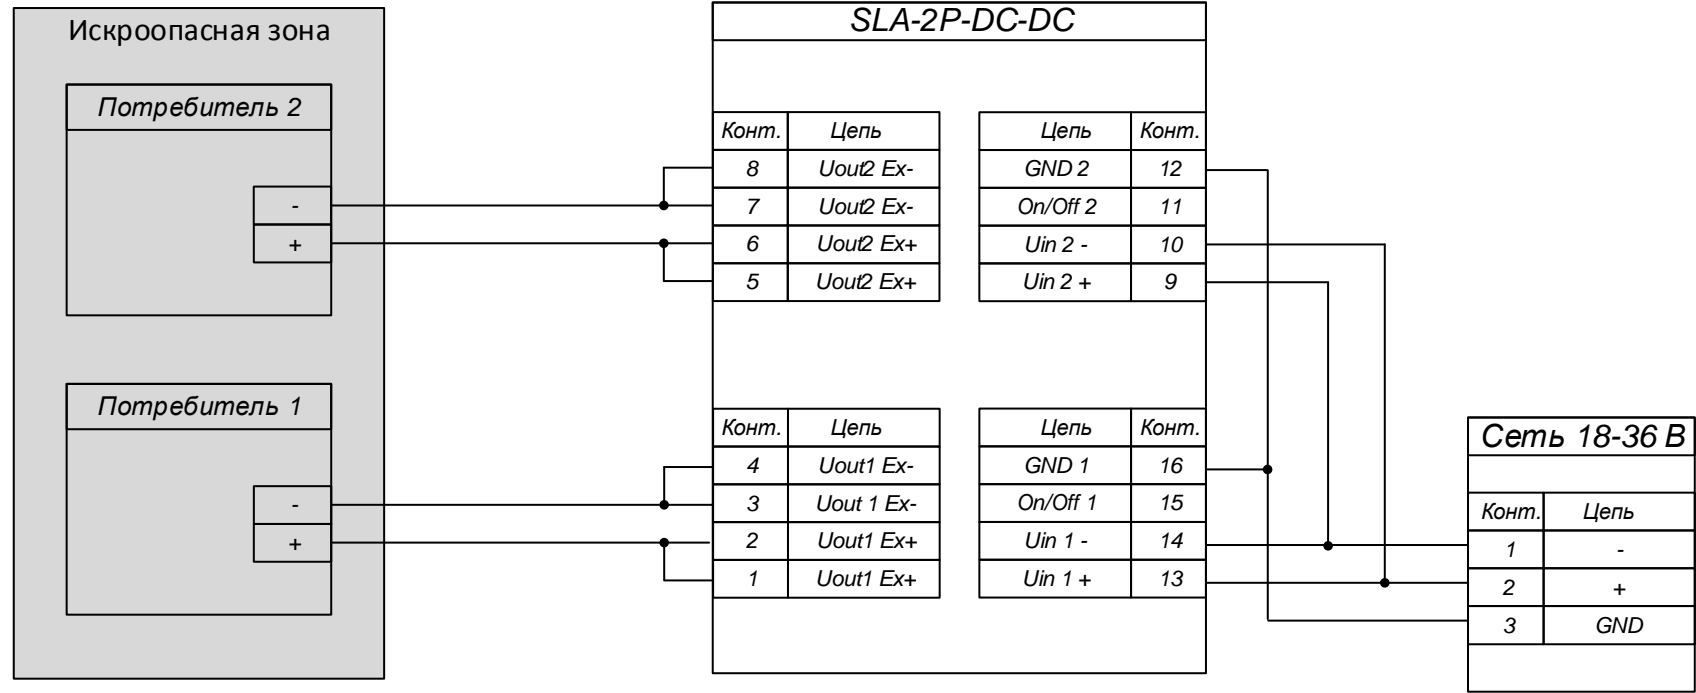 Искроопасная зона
Потребитель 2
-
+
Потребитель 1
-
+
SLA-2P-DC-DC
Конт. Цепь
8 Uout2 Ex-
7 Uout2 Ex-
6 Uout2 Ex+
5 Uout2 Ex+
Цепь Конт.
GND 2 12
On/Off 2 11
Uin 2 - 10
Uin 2 + 9
Конт. Цепь
4 Uout1 Ex-
3 Uout 1 Ex-
2 Uout1 Ex+
1 Uout1 Ex+
Цепь Конт.
GND 1 16
On/Off 1 15
Uin 1 - 14
Uin 1 + 13
Сеть 18-36 В
Конт. Цепь
1 -
2 +
3 GND